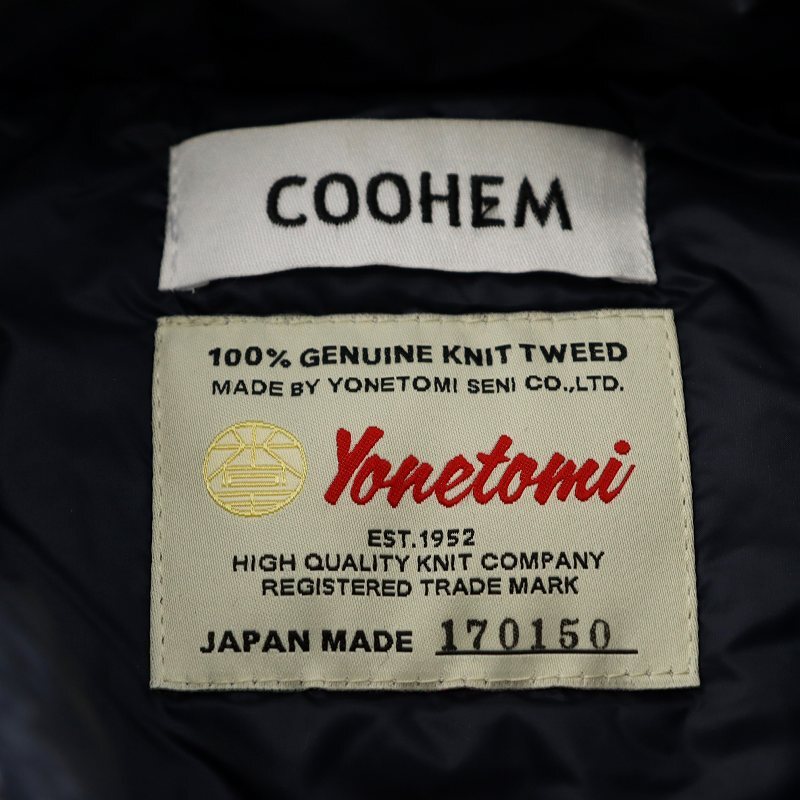 COOHEM
100% GENUINE KNIT TWEED
MADE BY YONETOMI SENI CO.,LTD.
Yonetomi
EST.1952
HIGH QUALITY KNIT COMPANY
REGISTERED TRADE MARK
JAPAN MADE 170150